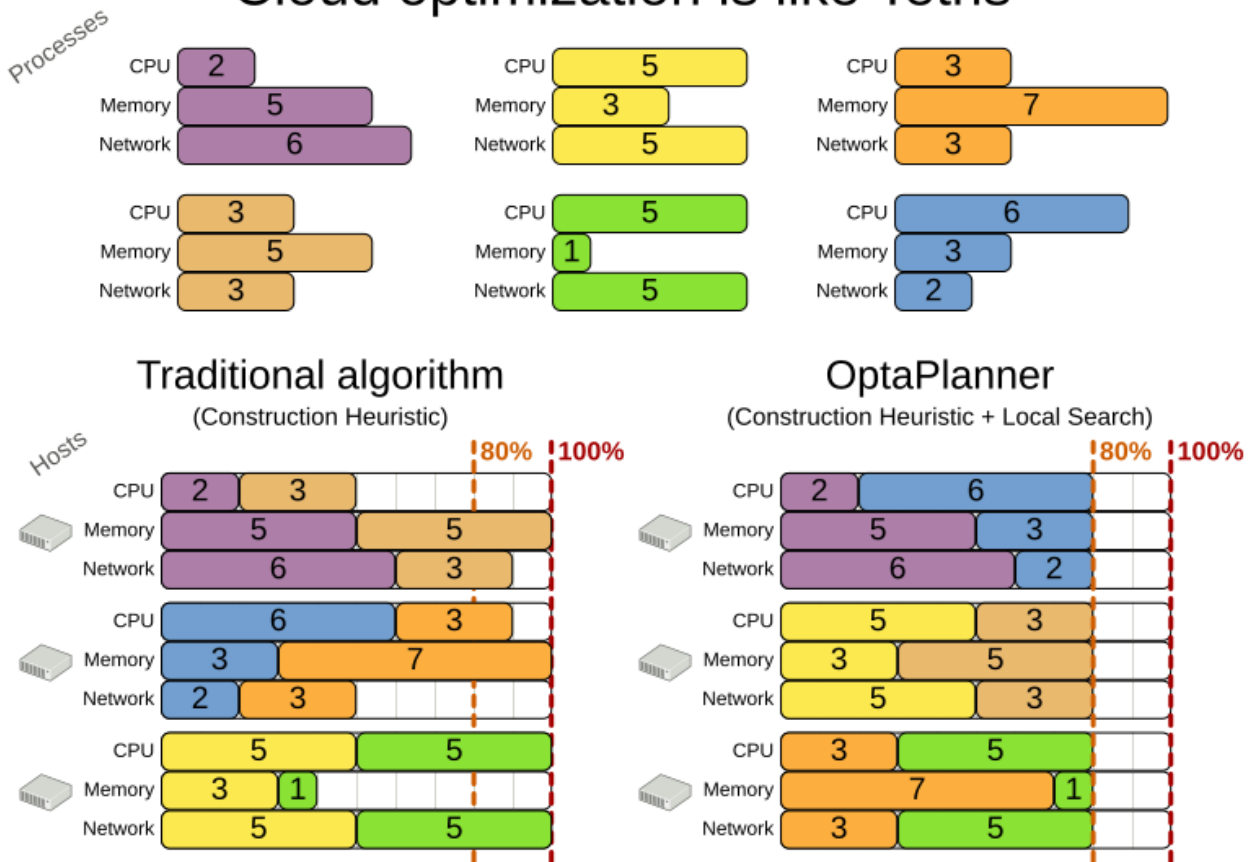 Cloud optimization is like Tetris
Processes
CPU 2 CPU 5 CPU 3
Memory 5 Memory 3 Memory 7
Network 6 Network 5 Network 3
CPU 3 CPU 5 CPU 6
Memory 5 Memory 1 Memory 3
Network 3 Network 5 Network 2
Traditional algorithm
(Construction Heuristic)
Hosts
80% 100%
CPU 2 3
Memory 5 5
Network 6 3
CPU 6 3
Memory 3 7
Network 2 3
CPU 5 5
Memory 3 1
Network 5 5
OptaPlanner
(Construction Heuristic + Local Search)
80% 100%
CPU 2 6
Memory 5 3
Network 6 2
CPU 5 3
Memory 3 5
Network 5 3
CPU 3 5
Memory 7 1
Network 3 5